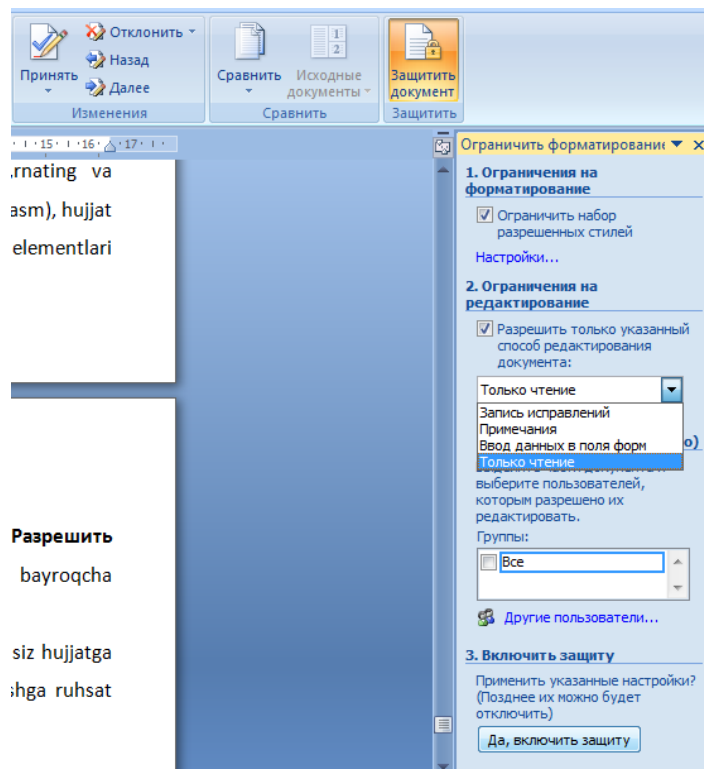 Принять
Отклонить
Назад
Далее
Изменения
Сравнить
Исходные
документы
Сравнить
Защитить
документ
Защитить
15 16 17
rnating va
asm), hujjat
elementlari
Разрешить
bayroqcha
siz hujjatga
shga ruhsat
Ограничить форматировани
1. Ограничения на
форматирование
Ограничить набор
разрешенных стилей
Настройки...
2. Ограничения на
редактирование
Разрешить только указанный
способ редактирования
документа:
Только чтение
Запись исправлений
Примечания
Ввод данных в поля форм
о)
Только чтение
выберите пользователей,
которым разрешено их
редактировать.
Группы:
Все
Другие пользователи...
3. Включить защиту
Применить указанные настройки?
(Позднее их можно будет
отключить)
Да, включить защиту